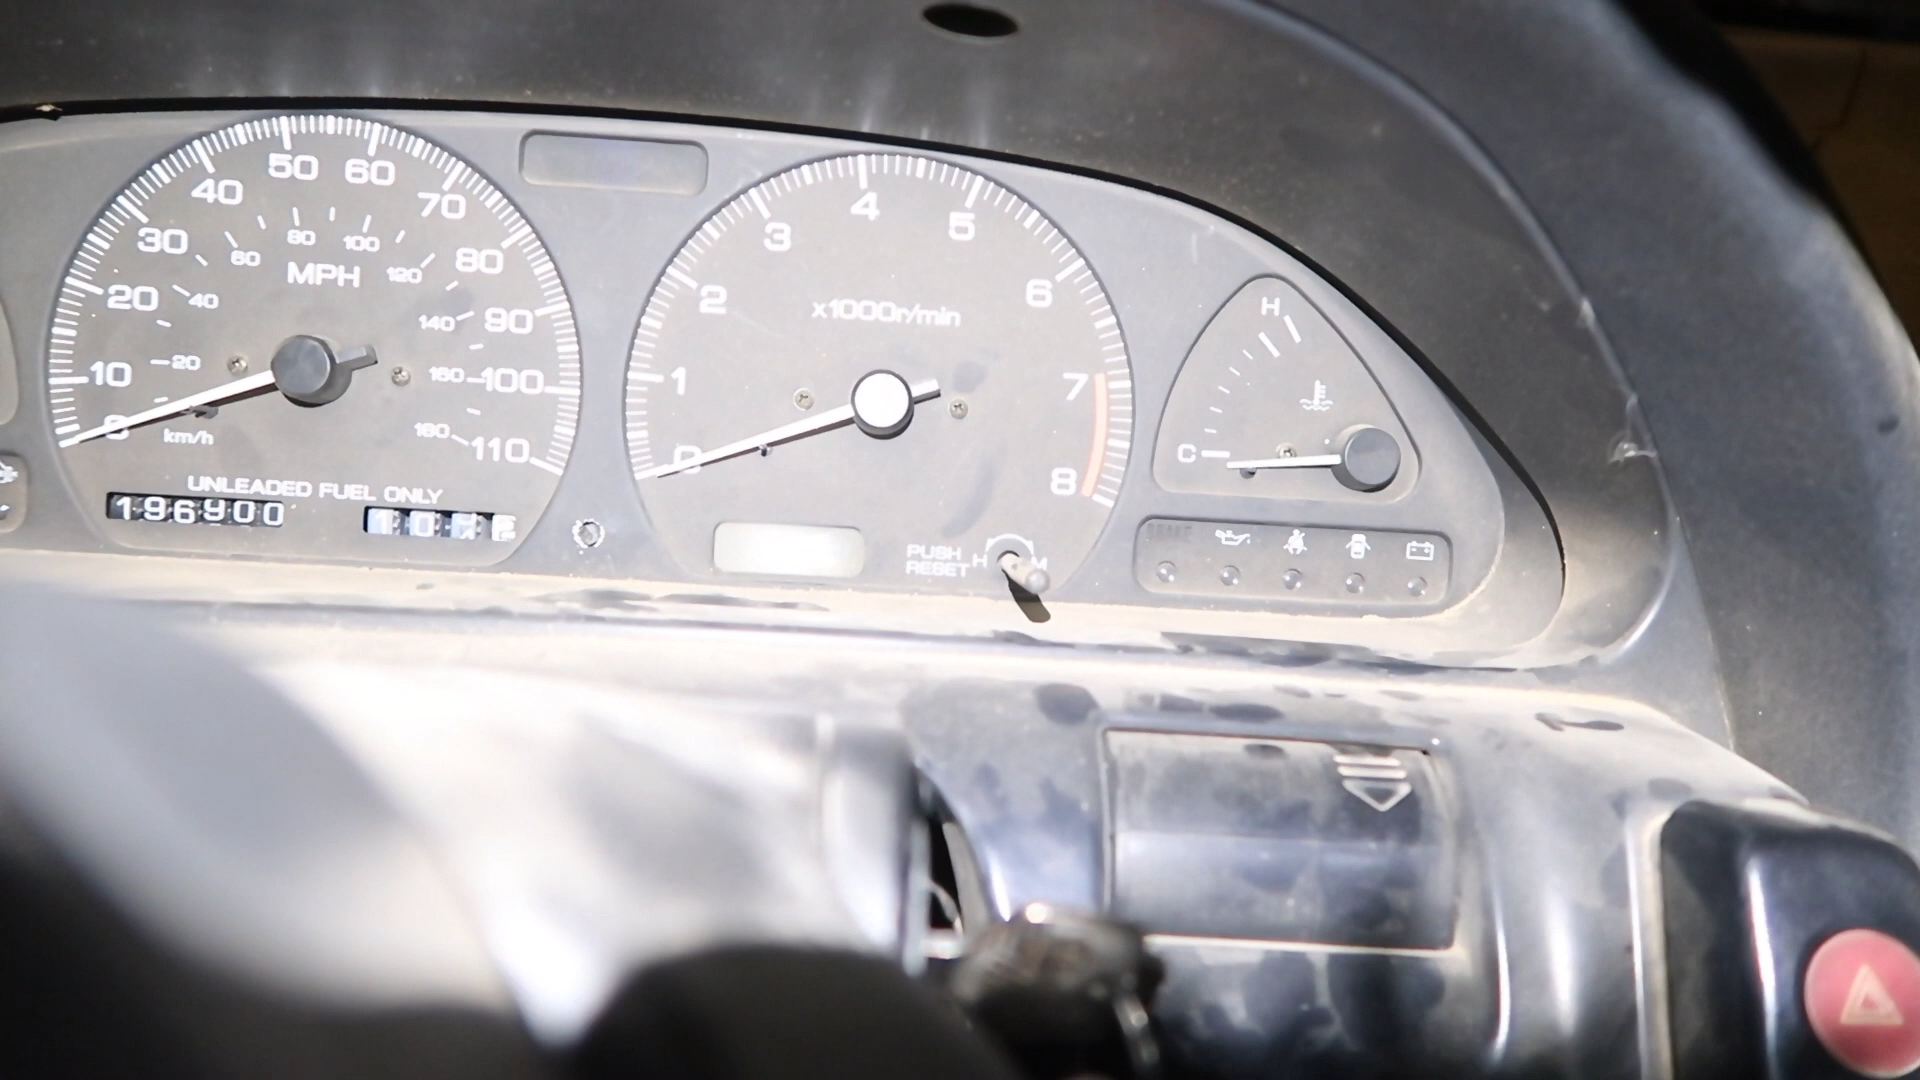 0 10 20 30 40 50 60 70 80 90 100 110
20 40 60 80 100 120 140 160 180
MPH
km/h
UNLEADED FUEL ONLY
196900
0 1 2 3 4 5 6 7 8
x1000r/min
PUSH
RESET
H M
H
C